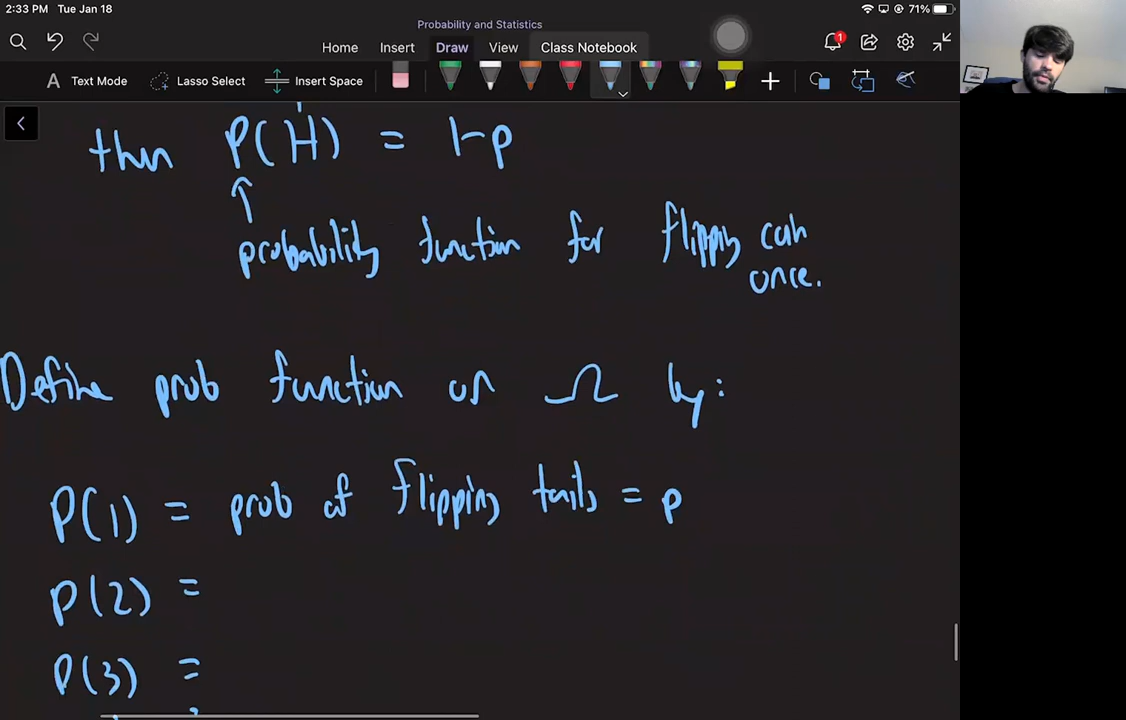 2:33 PM Tue Jan 18
71%
Probability and Statistics
Home Insert Draw View Class Notebook
1
Text Mode Lasso Select Insert Space
then P(H) = 1-p
probability function for flipping coin
once.
Define prob function on Ω by:
P(1) = prob of flipping tails = p
P(2) =
P(3) =